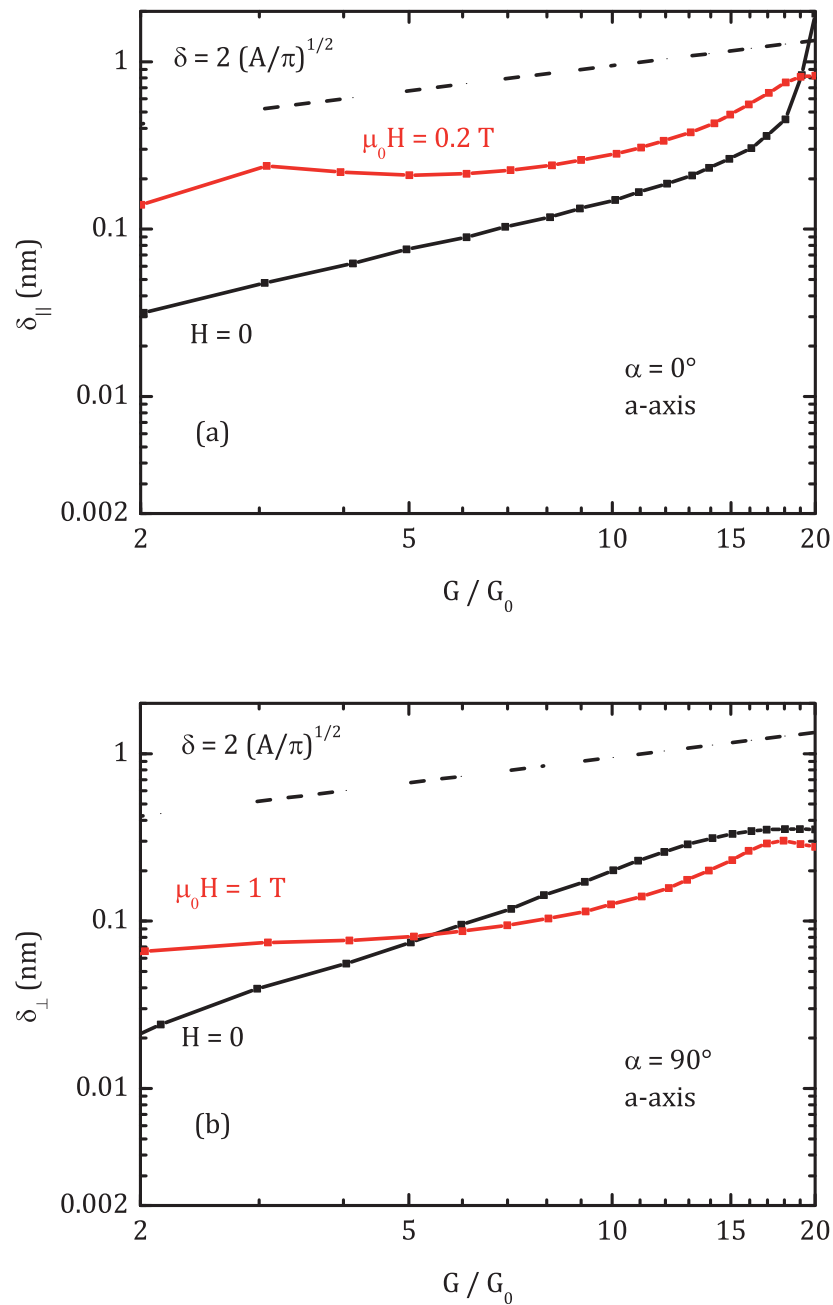 δ = 2 (A/π)^1/2
μ₀H = 0.2 T
H = 0
α = 0°
a-axis
(a)
1
0.1
0.01
0.002
δ∥ (nm)
2 5 10 15 20
G / G₀
δ = 2 (A/π)^1/2
μ₀H = 1 T
H = 0
α = 90°
a-axis
(b)
1
0.1
0.01
0.002
δ⊥ (nm)
2 5 10 15 20
G / G₀